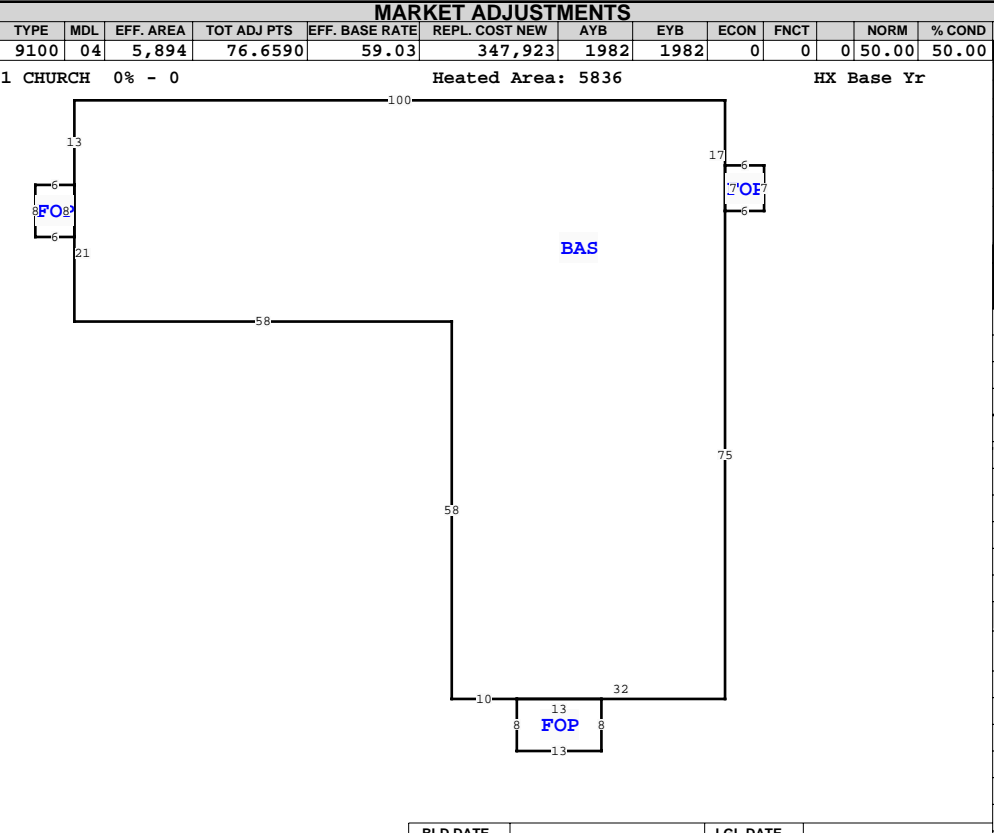 MARKET ADJUSTMENTS
TYPE MDL EFF. AREA TOT ADJ PTS EFF. BASE RATE REPL. COST NEW AYB EYB ECON FNCT NORM % COND
9100 04 5,894 76.6590 59.03 347,923 1982 1982 0 0 0 50.00 50.00
1 CHURCH 0% - 0 Heated Area: 5836 HX Base Yr
100
13
17
6
6
7 7
8 FOP 8
6
6
BAS
21
58
75
58
32
10
13
8 FOP 8
13